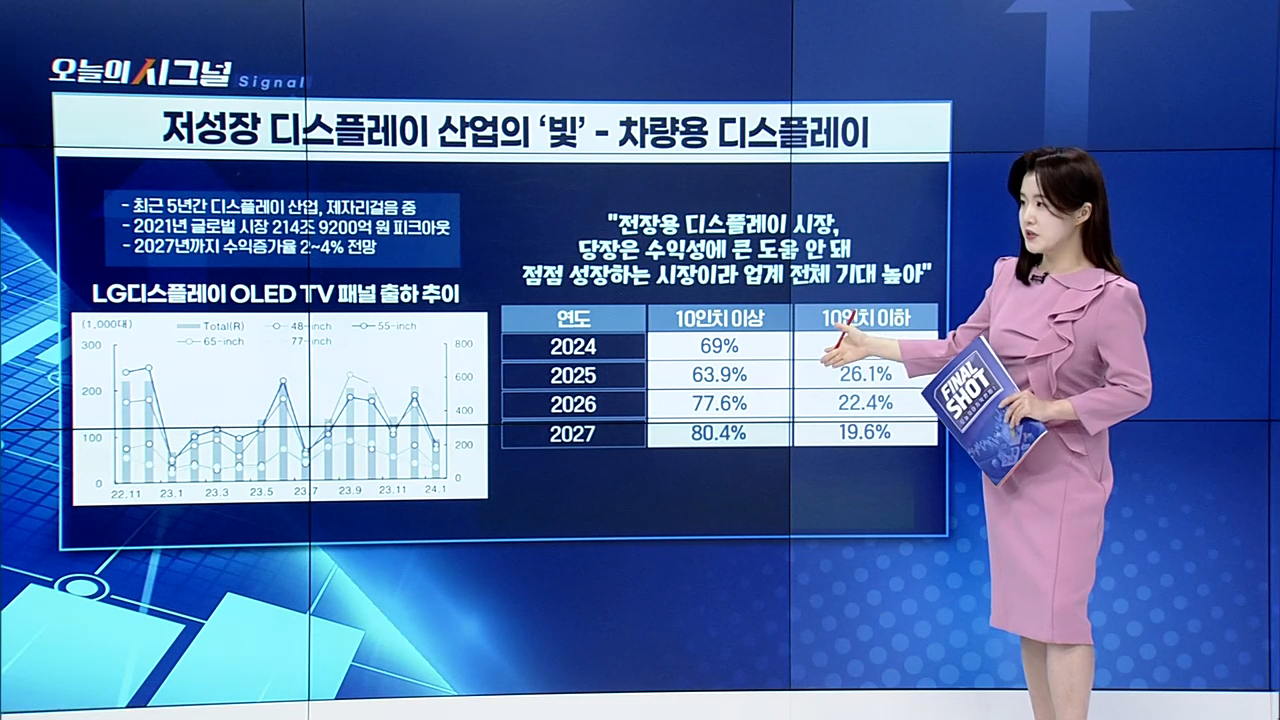 오늘의 시그널 Signal
저성장 디스플레이 산업의 ‘빛’ - 차량용 디스플레이
- 최근 5년간 디스플레이 산업, 제자리걸음 중
- 2021년 글로벌 시장 214조 9200억 원 피크아웃
- 2027년까지 수익증가율 2~4% 전망
LG디스플레이 OLED TV 패널 출하 추이
(1,000대)
Total(R) 48-inch 55-inch
65-inch 77-inch
300 800
200 600
100 400
0 200
0
22.11 23.1 23.3 23.5 23.7 23.9 23.11 24.1
"전장용 디스플레이 시장,
당장은 수익성에 큰 도움 안 돼
점점 성장하는 시장이라 업계 전체 기대 높아"
연도 10인치 이상 10인치 이하
2024 69%
2025 63.9% 26.1%
2026 77.6% 22.4%
2027 80.4% 19.6%
FINAL
SHOT